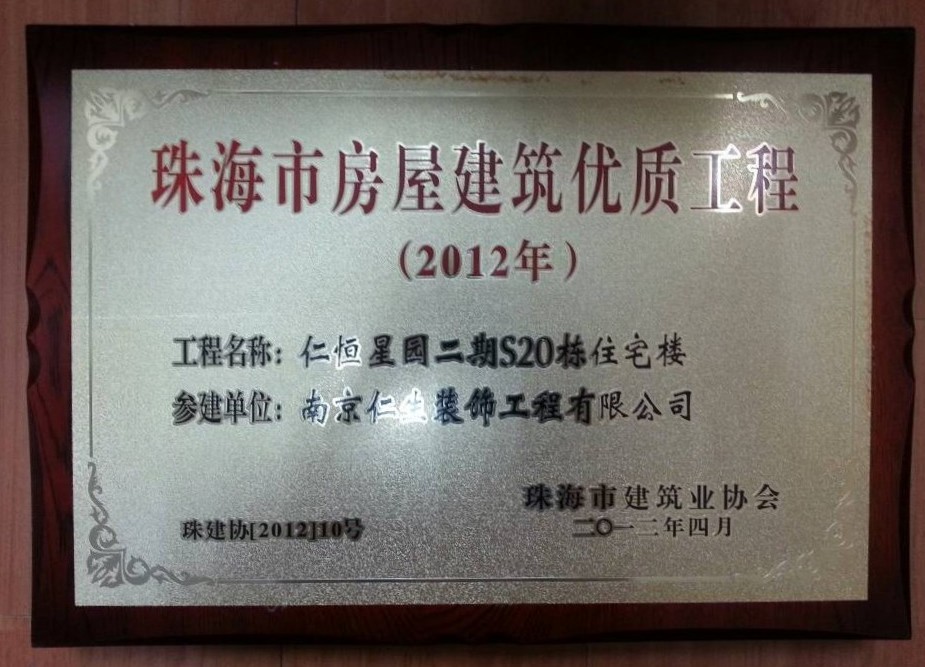 珠海市房屋建筑优质工程
（2012年）
工程名称：仁恒星园二期S20栋住宅楼
参建单位：南京仁装饰工程有限公司
珠海市建筑业协会
珠建协[2012]10号
二〇一二年四月